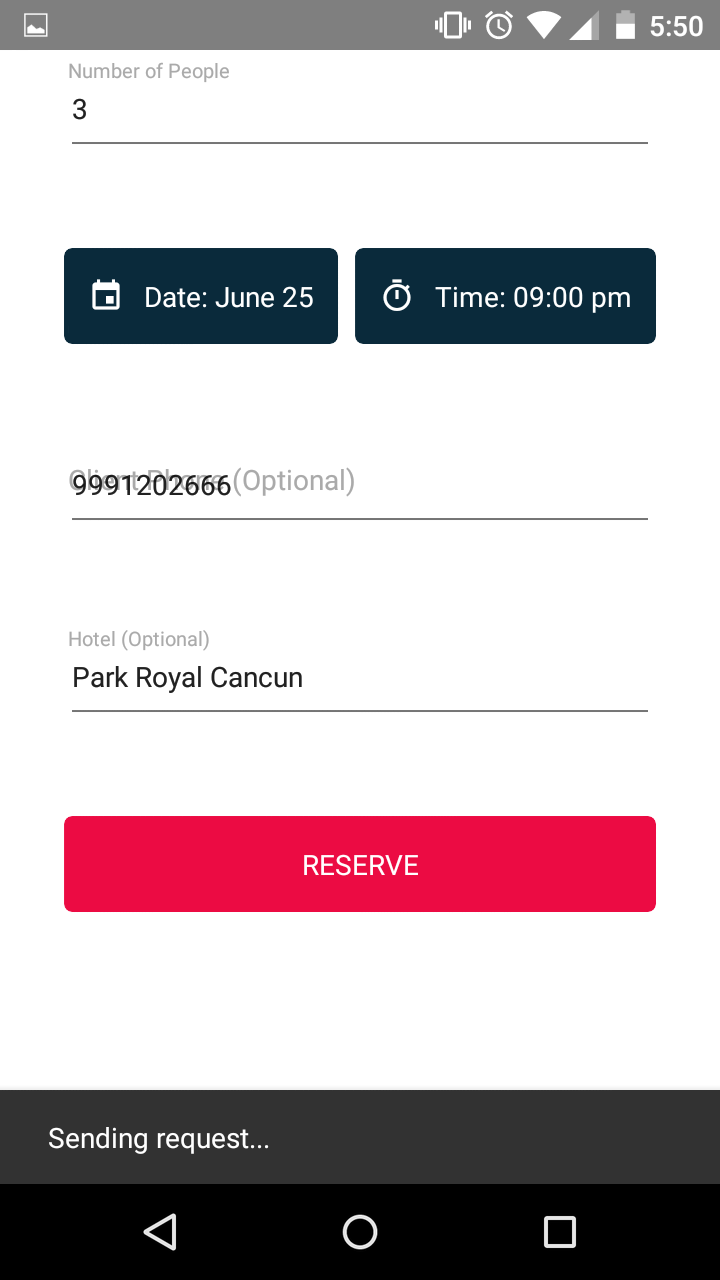 5:50
Number of People
3
Date: June 25
Time: 09:00 pm
Client Phone (Optional)
9991202666
Hotel (Optional)
Park Royal Cancun
RESERVE
Sending request...